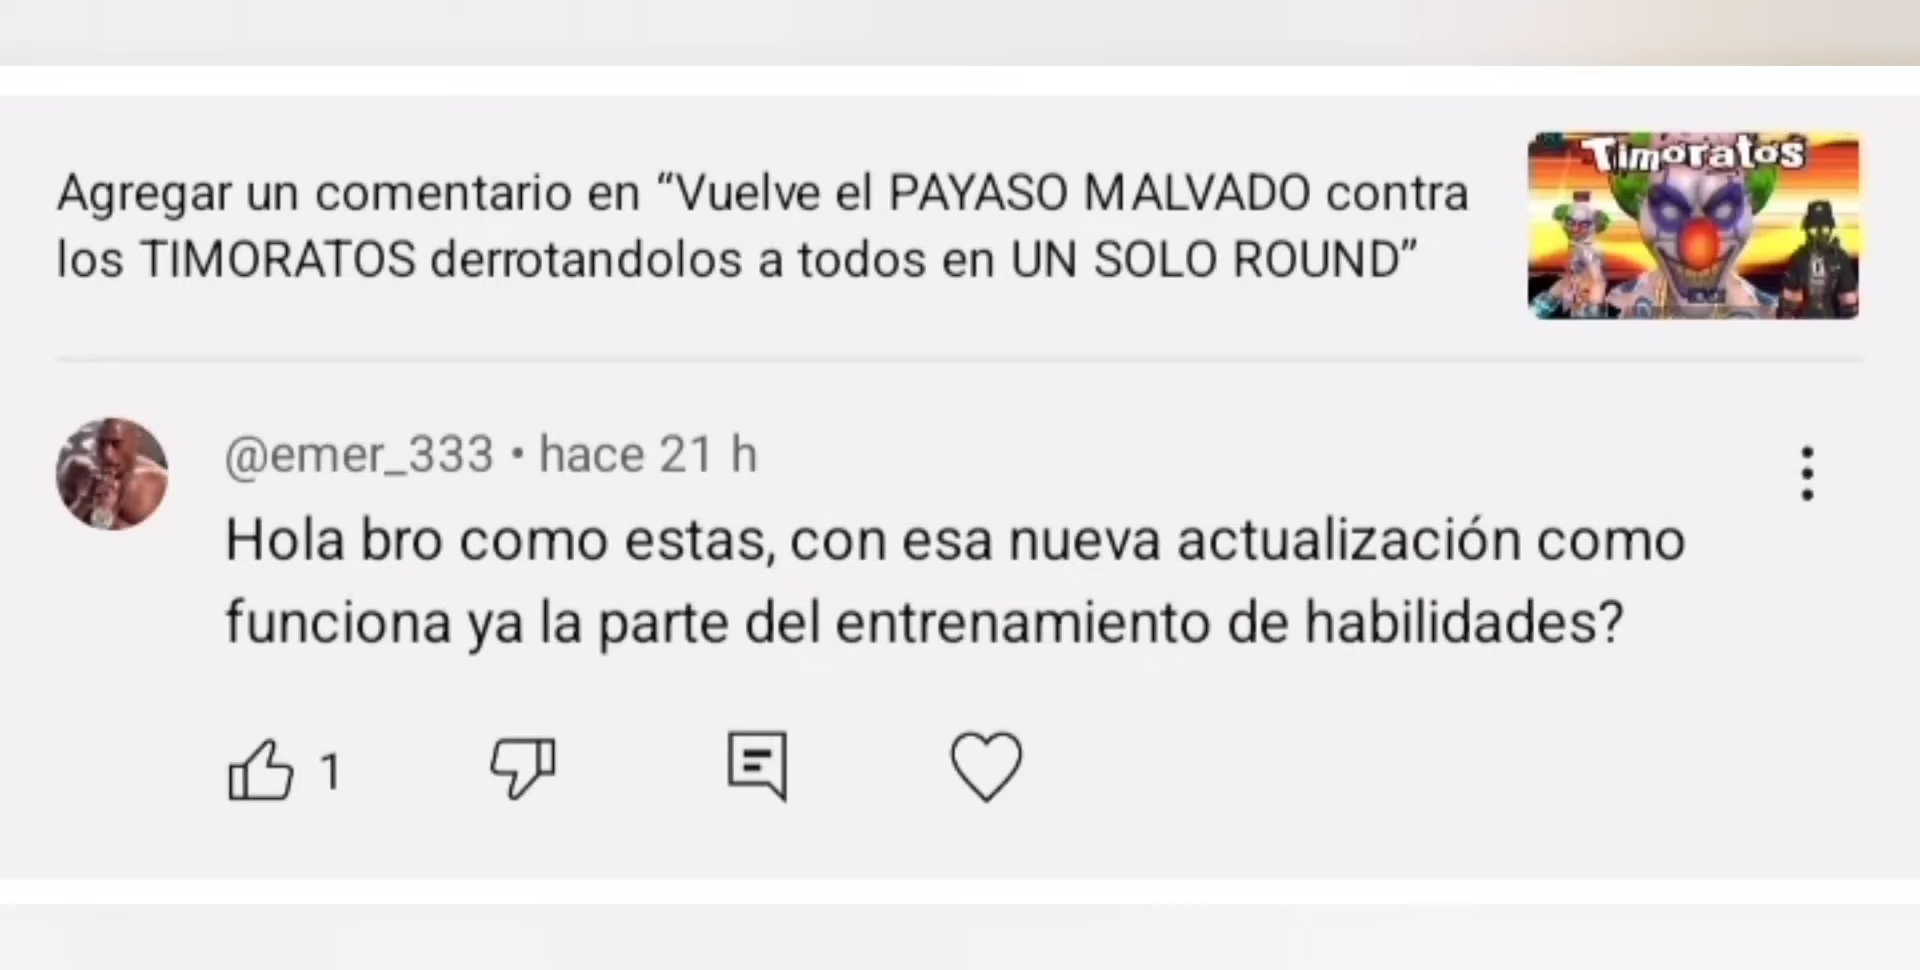 Agregar un comentario en “Vuelve el PAYASO MALVADO contra
los TIMORATOS derrotandolos a todos en UN SOLO ROUND”
Timoratos
@emer_333 • hace 21 h
Hola bro como estas, con esa nueva actualización como
funciona ya la parte del entrenamiento de habilidades?
1